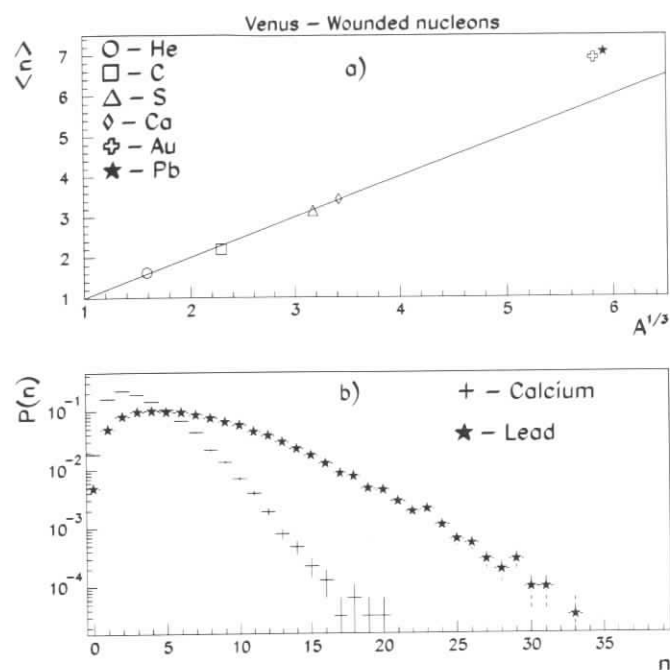 Venus – Wounded nucleons
<n>
a)
○ – He
□ – C
△ – S
◊ – Ca
– Au
★ – Pb
7
6
5
4
3
2
1
1 2 3 4 5 6
A^1/3
P(n)
b)
+ – Calcium
★ – Lead
10^-1
10^-2
10^-3
10^-4
0 5 10 15 20 25 30 35
n